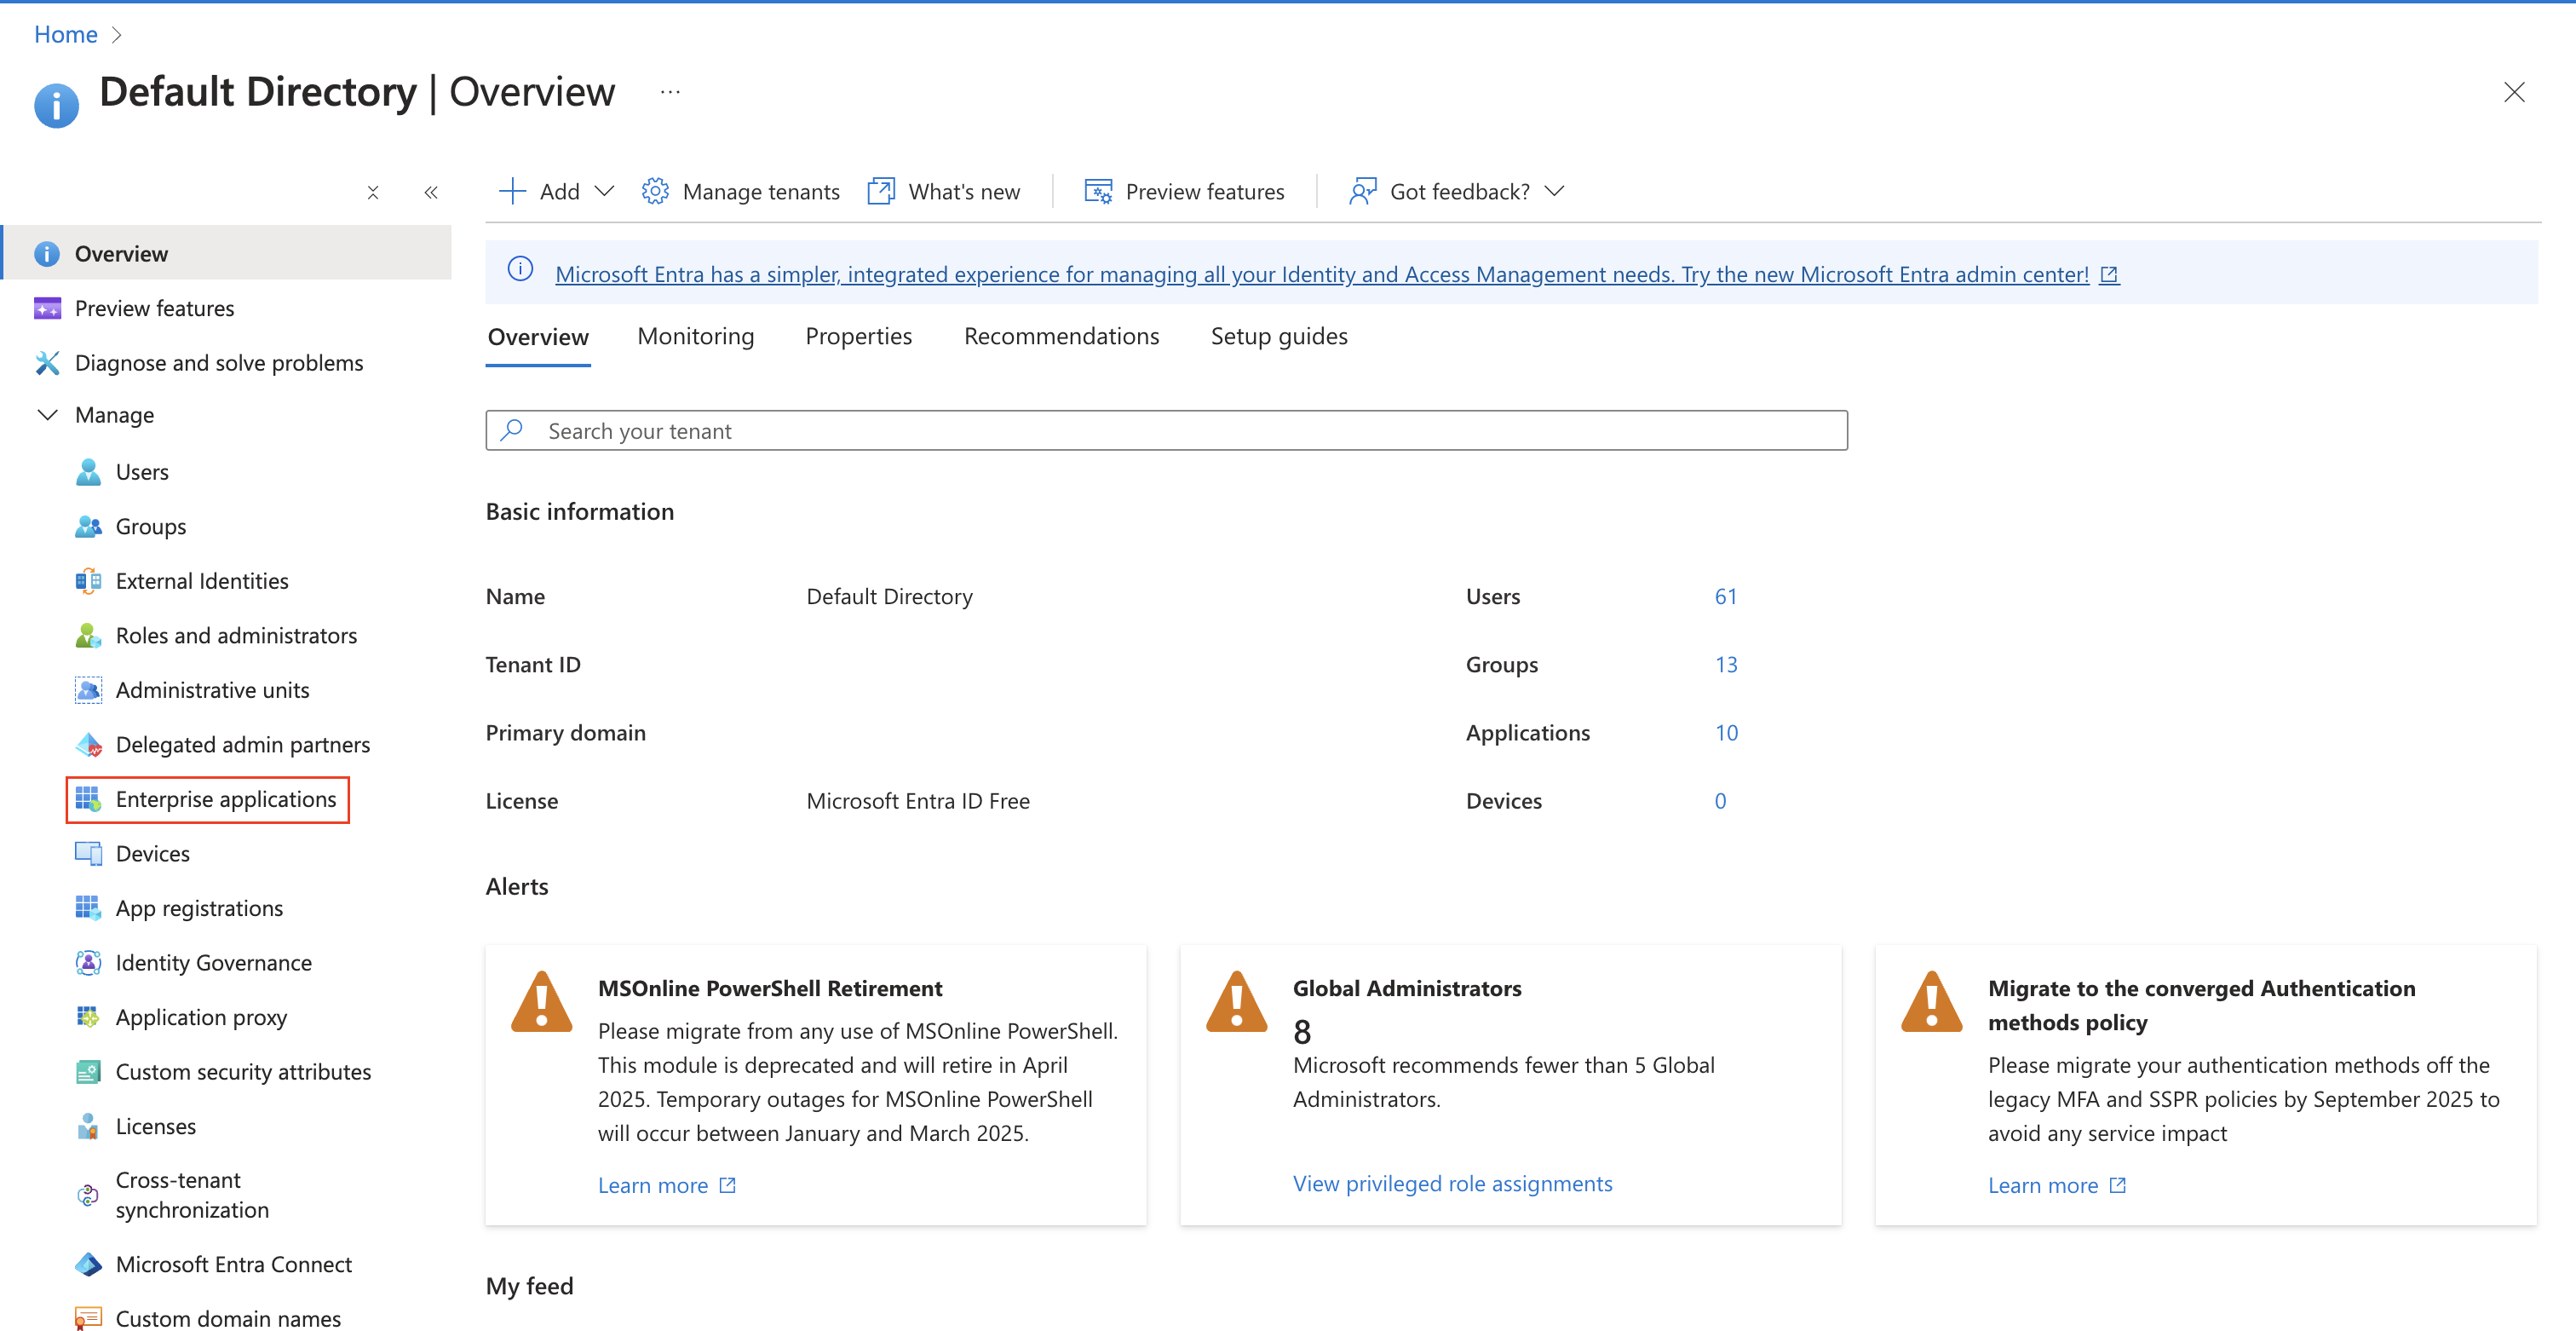 Home
Default Directory | Overview ...
Add
Manage tenants
What's new
Preview features
Got feedback?
Overview
Preview features
Diagnose and solve problems
Manage
Users
Groups
External Identities
Roles and administrators
Administrative units
Delegated admin partners
Enterprise applications
Devices
App registrations
Identity Governance
Application proxy
Custom security attributes
Licenses
Cross-tenant
synchronization
Microsoft Entra Connect
Custom domain names
Microsoft Entra has a simpler, integrated experience for managing all your Identity and Access Management needs. Try the new Microsoft Entra admin center!
Overview
Monitoring
Properties
Recommendations
Setup guides
Search your tenant
Basic information
Name Default Directory Users 61
Tenant ID Groups 13
Primary domain Applications 10
License Microsoft Entra ID Free Devices 0
Alerts
MSOnline PowerShell Retirement
Please migrate from any use of MSOnline PowerShell.
This module is deprecated and will retire in April
2025. Temporary outages for MSOnline PowerShell
will occur between January and March 2025.
Learn more
Global Administrators
8
Microsoft recommends fewer than 5 Global
Administrators.
View privileged role assignments
Migrate to the converged Authentication
methods policy
Please migrate your authentication methods off the
legacy MFA and SSPR policies by September 2025 to
avoid any service impact
Learn more
My feed